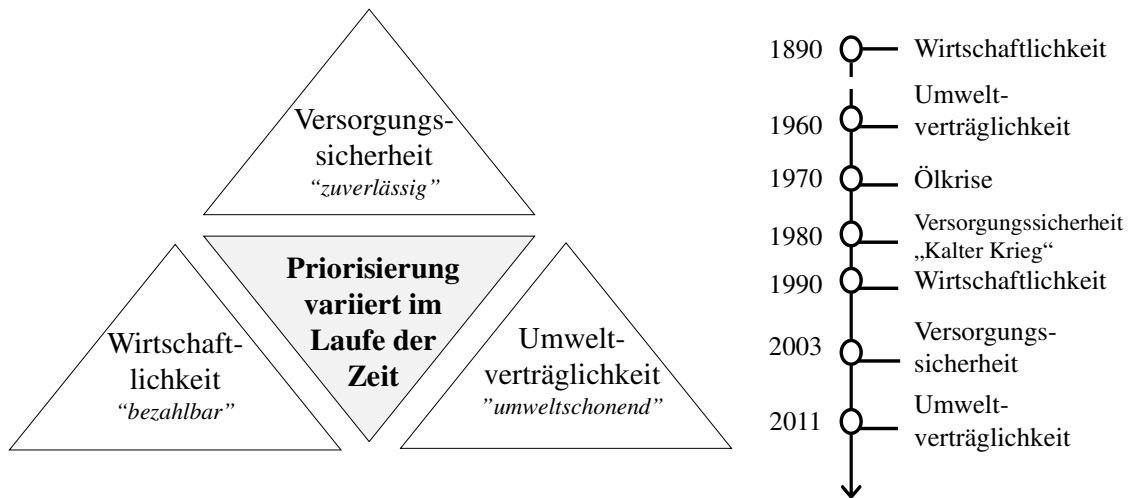 Versorgungs-
sicherheit
“zuverlässig”
Priorisierung
variiert im
Laufe der
Zeit
Wirtschaft-
lichkeit
“bezahlbar”
Umwelt-
verträglichkeit
”umweltschonend”
1890 Wirtschaftlichkeit
Umwelt-
1960 verträglichkeit
1970 Ölkrise
Versorgungssicherheit
1980 „Kalter Krieg“
1990 Wirtschaftlichkeit
2003 Versorgungs-
sicherheit
2011 Umwelt-
verträglichkeit